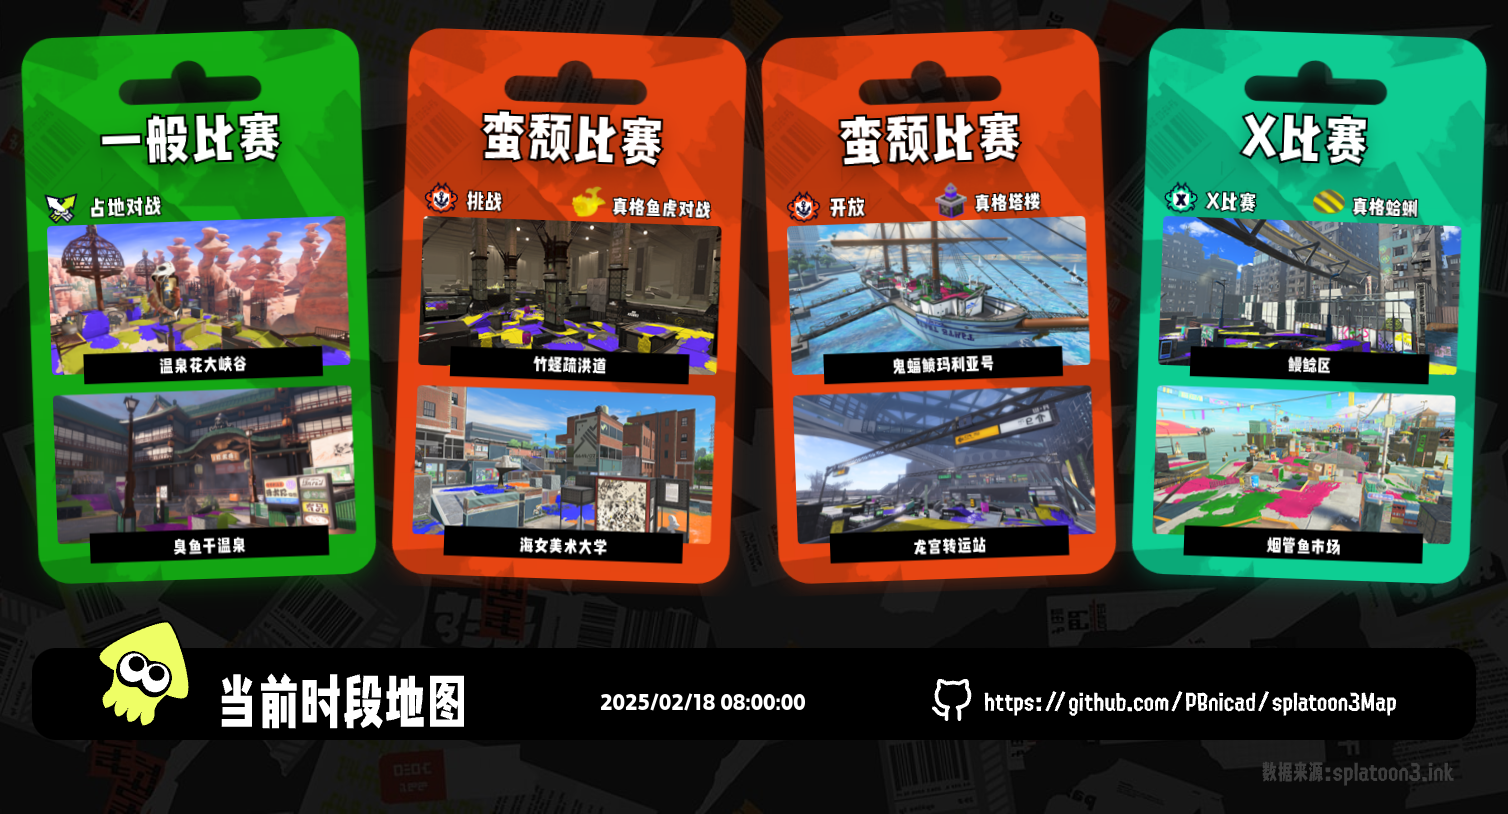 一般比赛
占地对战
温泉花大峡谷
臭鱼干温泉
蛮颓比赛
挑战
真格鱼虎对战
竹蛏疏洪道
海女美术大学
蛮颓比赛
开放
真格塔楼
鬼蝠鲼玛利亚号
龙宫转运站
X比赛
X比赛
真格蛤蜊
鳗鲶区
烟管鱼市场
当前时段地图
2025/02/18 08:00:00
https://github.com/PBnicad/splatoon3Map
数据来源:splatoon3.ink